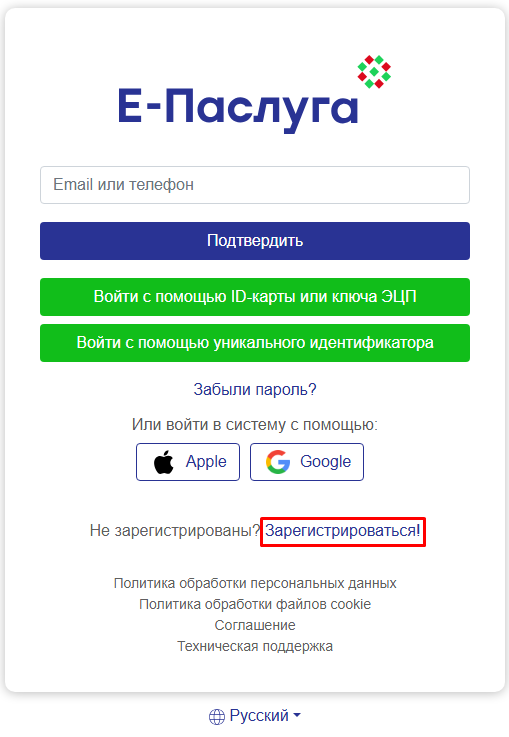 Е-Паслуга
Email или телефон
Подтвердить
Войти с помощью ID-карты или ключа ЭЦП
Войти с помощью уникального идентификатора
Забыли пароль?
Или войти в систему с помощью:
Apple Google
Не зарегистрированы? Зарегистрироваться!
Политика обработки персональных данных
Политика обработки файлов cookie
Соглашение
Техническая поддержка
Русский